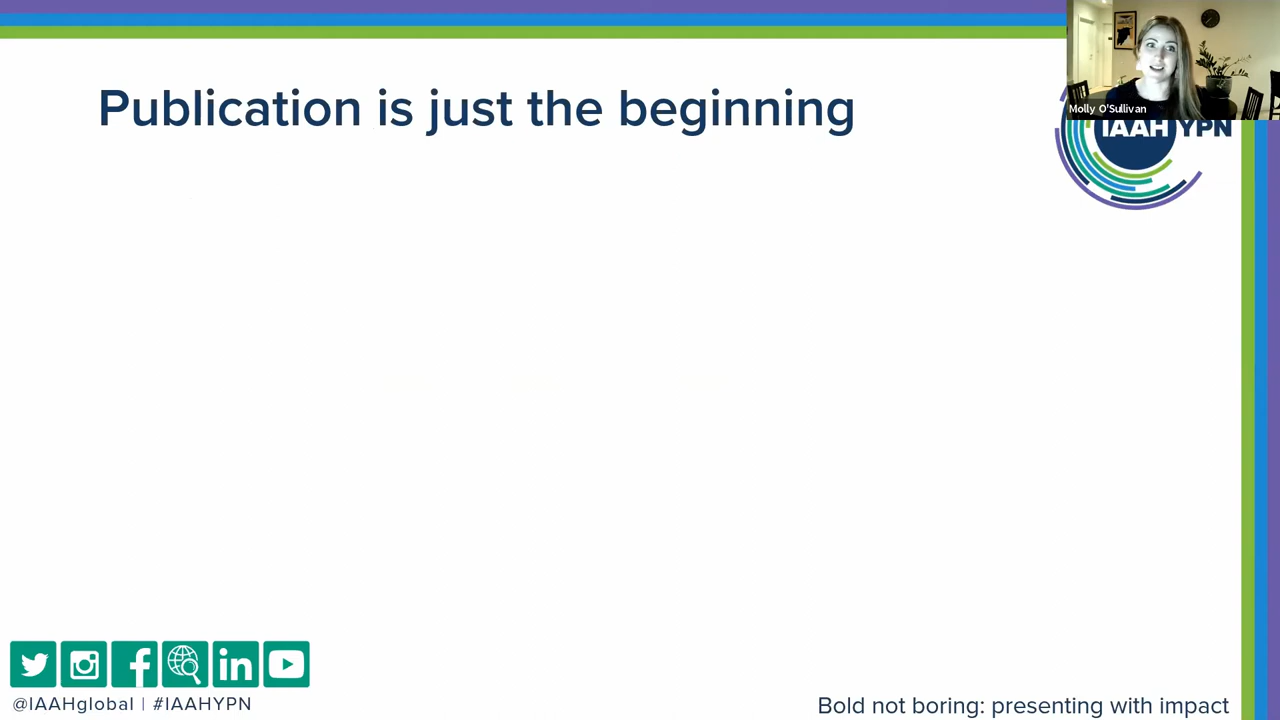 Publication is just the beginning
Molly O'Sullivan
IAAH YPN
@IAAHglobal | #IAAHYPN
Bold not boring: presenting with impact